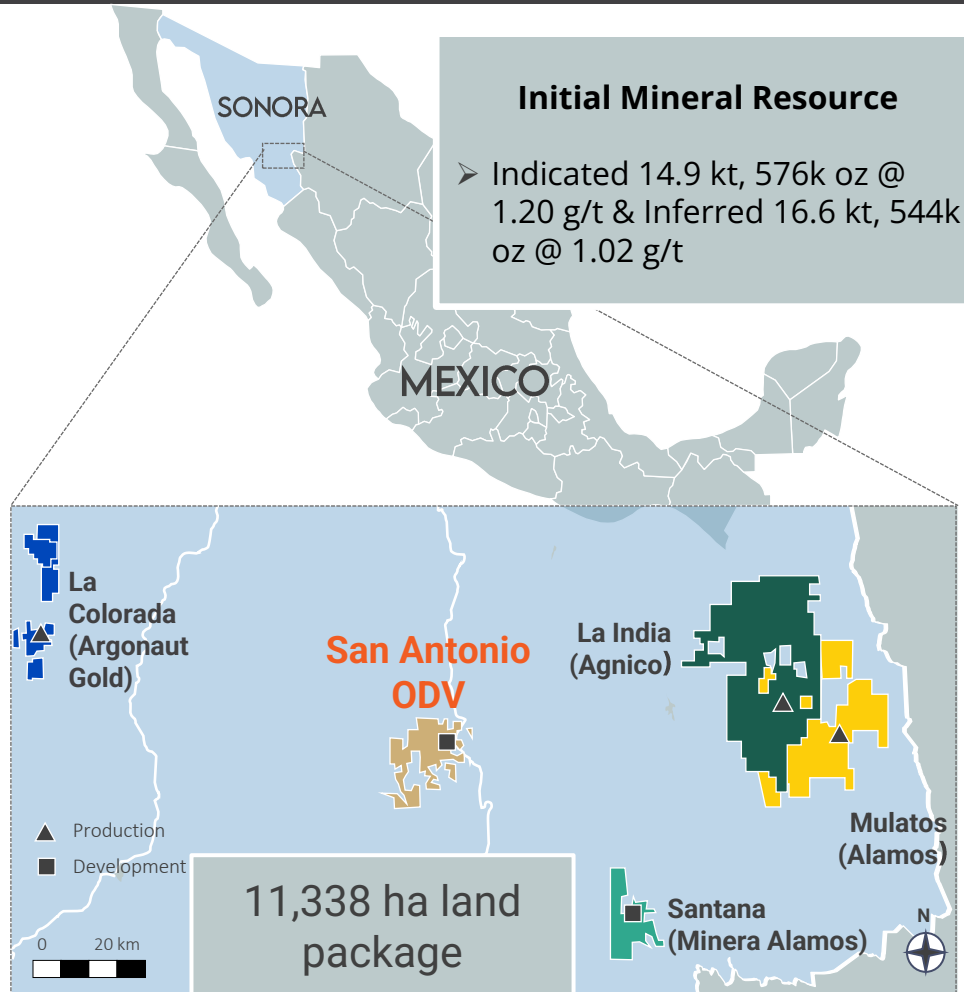 SONORA
Initial Mineral Resource
➢ Indicated 14.9 kt, 576k oz @
1.20 g/t & Inferred 16.6 kt, 544k
oz @ 1.02 g/t
MEXICO
La
Colorada
(Argonaut
Gold)
San Antonio
ODV
La India
(Agnico)
Mulatos
(Alamos)
Production
Development
0 20 km
11,338 ha land
package
Santana
(Minera Alamos)
N